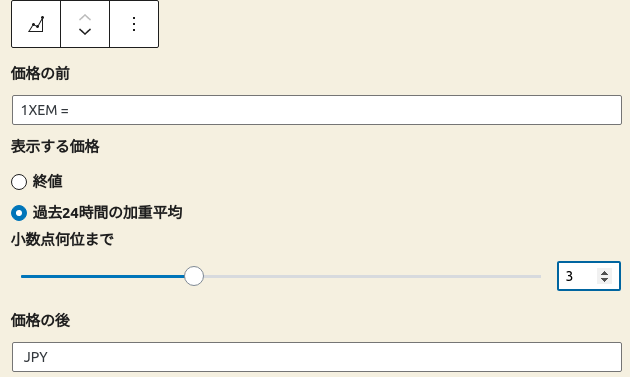 価格の前
1XEM =
表示する価格
終値
過去24時間の加重平均
小数点何位まで
3
価格の後
JPY